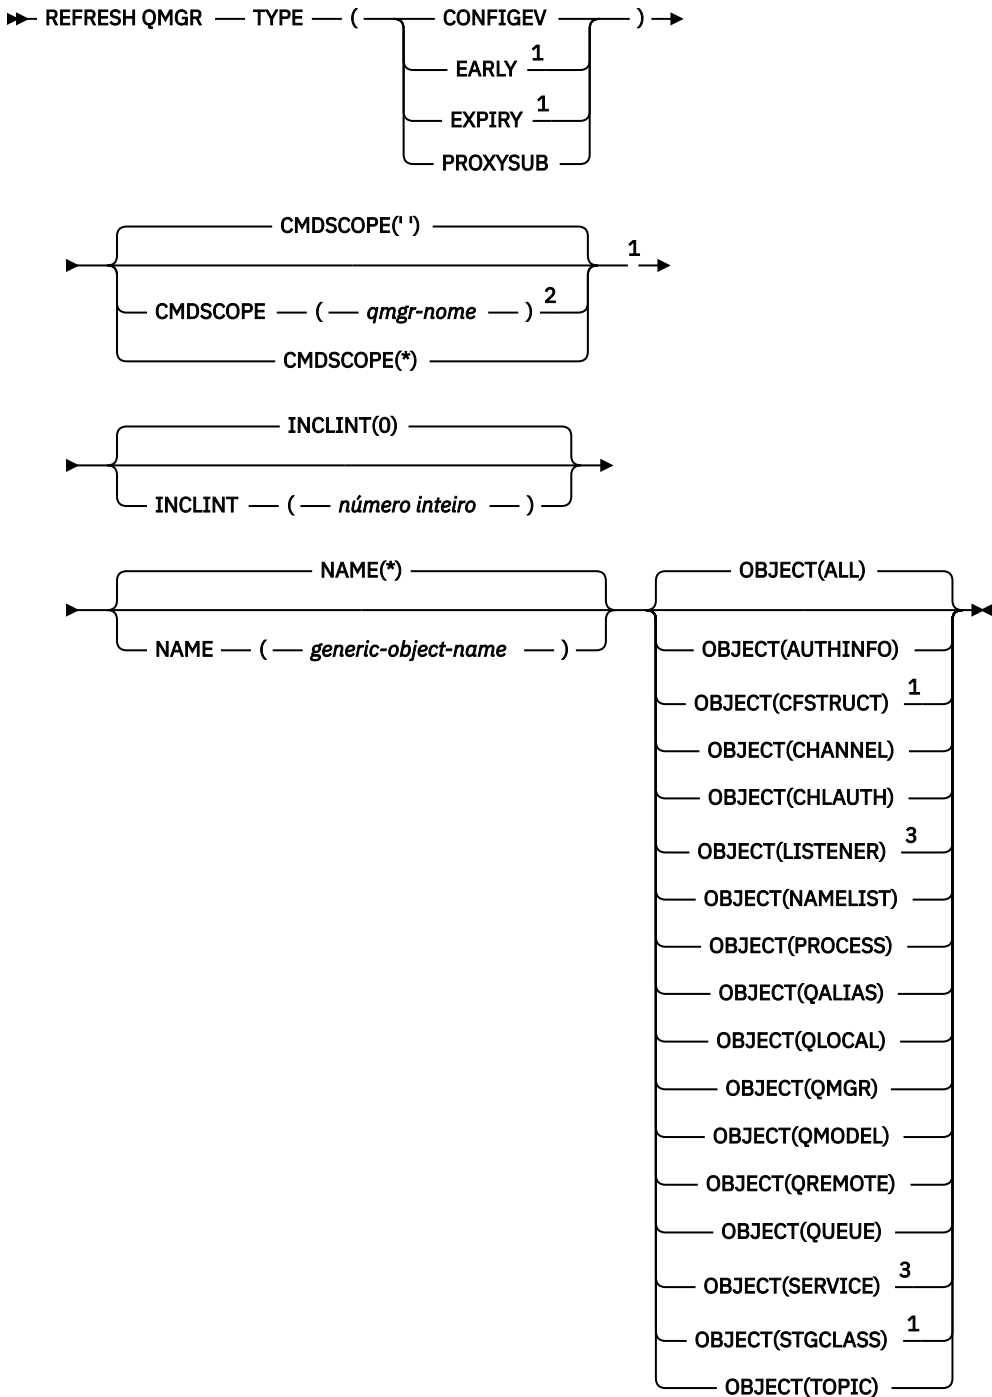 REFRESH QMGR TYPE ( CONFIGEV )
EARLY 1
EXPIRY 1
PROXYSUB
CMDSCOPE(' ') 1
CMDSCOPE ( qmgr-nome ) 2
CMDSCOPE(*)
INCLINT(0)
INCLINT ( número inteiro )
NAME(*)
NAME ( generic-object-name )
OBJECT(ALL)
OBJECT(AUTHINFO)
OBJECT(CFSTRUCT) 1
OBJECT(CHANNEL)
OBJECT(CHLAUTH)
OBJECT(LISTENER) 3
OBJECT(NAMELIST)
OBJECT(PROCESS)
OBJECT(QALIAS)
OBJECT(QLOCAL)
OBJECT(QMGR)
OBJECT(QMODEL)
OBJECT(QREMOTE)
OBJECT(QUEUE)
OBJECT(SERVICE) 3
OBJECT(STGCLASS) 1
OBJECT(TOPIC)